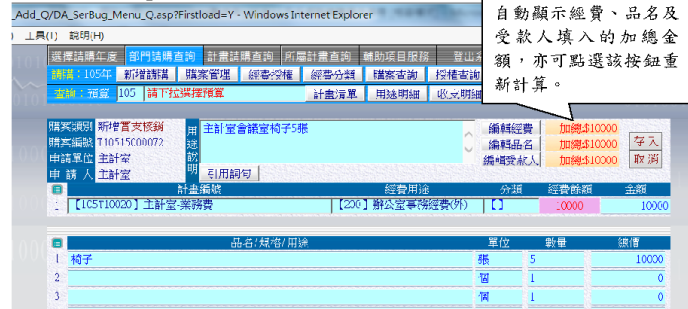 _Add_Q/DA_SerBug_Menu_Q.asp?Firstload=Y - Windows Internet Explorer
工具(T) 說明(H)
自動顯示經費、品名及
受款人填入的加總金
額，亦可點選該按鈕重
新計算。
選擇請購年度 部門請購查詢 計畫請購查詢 所屬計畫查詢 輔助項目服務 登出系
請購：105年 新增請購 購案管理 經費授權 經費分類 購案查詢 授權查詢
查詢：預算 105 請下拉選擇預算 計畫清單 用途明細 收支明細
購案類別 新增實支核銷
購案編號 T10515C00072
申請單位 主計室
申 請 人 主計室
用途說明 主計室會議室椅子5張
引用詞句
編輯經費 加總:$10000
編輯品名 加總:$10000
編輯受款人 加總:$10000
存 入
取 消
計畫編號 經費用途 分類 經費餘額 金額
1 【105T10020】主計室-業務費 【200】辦公室事務經費(外) 【】 10000 10000
品名/規格/用途 單位 數量 總價
1 椅子 張 5 10000
2 個 1 0
3 個 1 0